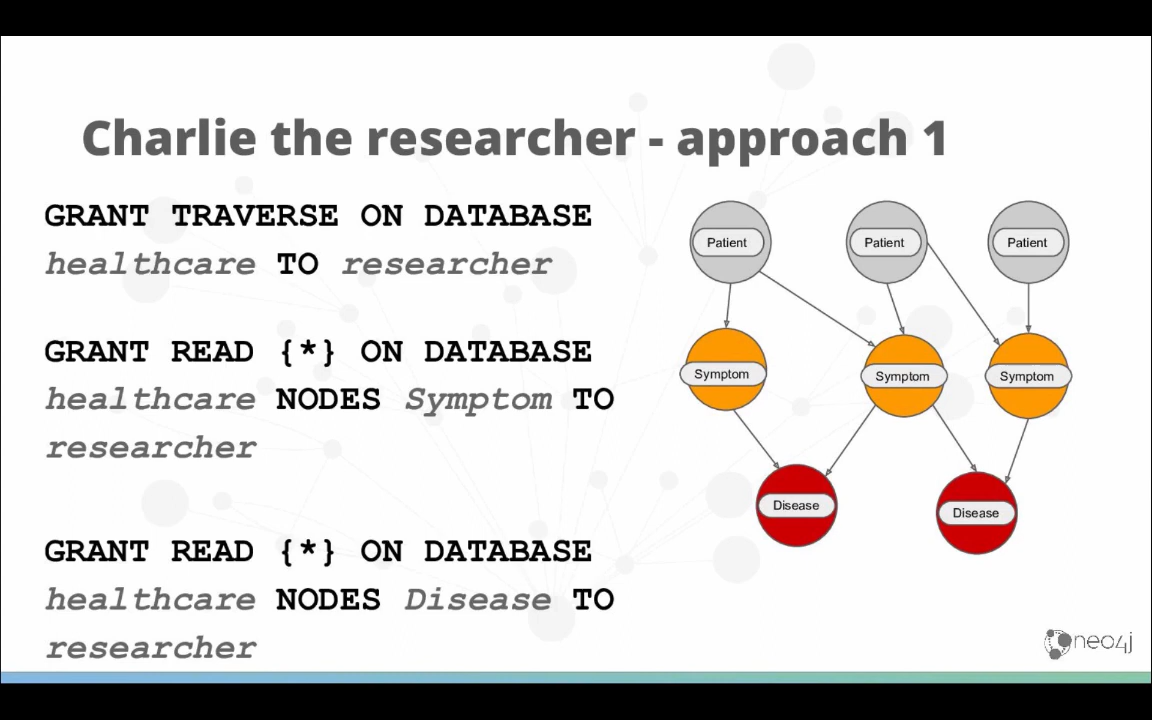 Charlie the researcher - approach 1
GRANT TRAVERSE ON DATABASE
healthcare TO researcher
GRANT READ {*} ON DATABASE
healthcare NODES Symptom TO
researcher
GRANT READ {*} ON DATABASE
healthcare NODES Disease TO
researcher
Patient
Patient
Patient
Symptom
Symptom
Symptom
Disease
Disease
neo4j